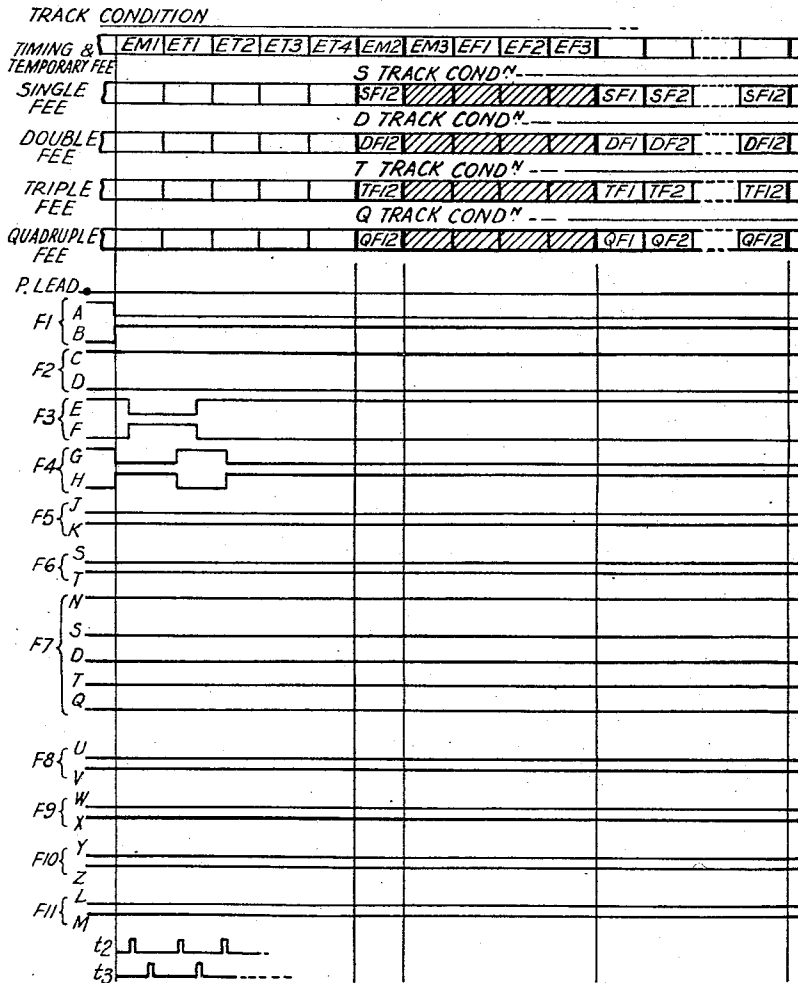 TRACK CONDITION
TIMING & TEMPORARY FEE EM1 ET1 ET2 ET3 ET4 EM2 EM3 EF1 EF2 EF3
S TRACK CONDN.
SINGLE FEE SF12 SF1 SF2 SF12
D TRACK CONDN.
DOUBLE FEE DF12 DF1 DF2 DF12
T TRACK CONDN.
TRIPLE FEE TF12 TF1 TF2 TF12
Q TRACK CONDN.
QUADRUPLE FEE QF12 QF1 QF2 QF12
P. LEAD
F1 A
B
F2 C
D
F3 E
F
F4 G
H
F5 J
K
F6 S
T
F7 N
S
D
T
Q
F8 U
V
F9 W
X
F10 Y
Z
F11 L
M
t2
t3